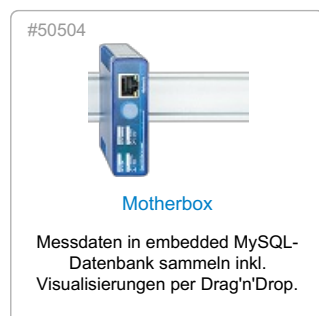 #50504
Motherbox
Messdaten in embedded MySQL-
Datenbank sammeln inkl.
Visualisierungen per Drag'n'Drop.